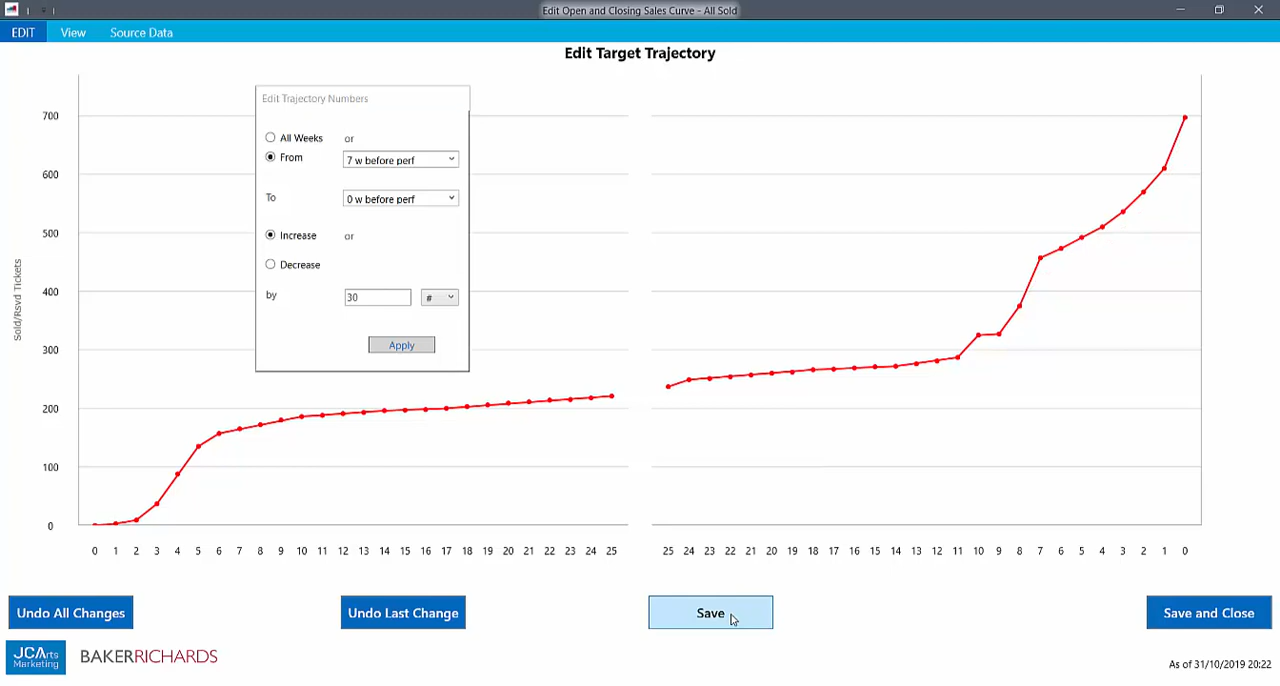 Edit Open and Closing Sales Curve - All Sold
EDIT View Source Data
Edit Target Trajectory
Edit Trajectory Numbers
All Weeks or
From 7 w before perf
To 0 w before perf
Increase or
Decrease
by 30 #
Apply
Sold/Rsvd Tickets
700
600
500
400
300
200
100
0
0 1 2 3 4 5 6 7 8 9 10 11 12 13 14 15 16 17 18 19 20 21 22 23 24 25 25 24 23 22 21 20 19 18 17 16 15 14 13 12 11 10 9 8 7 6 5 4 3 2 1 0
Undo All Changes Undo Last Change Save Save and Close
JCArts
Marketing
BAKERRICHARDS
As of 31/10/2019 20:22